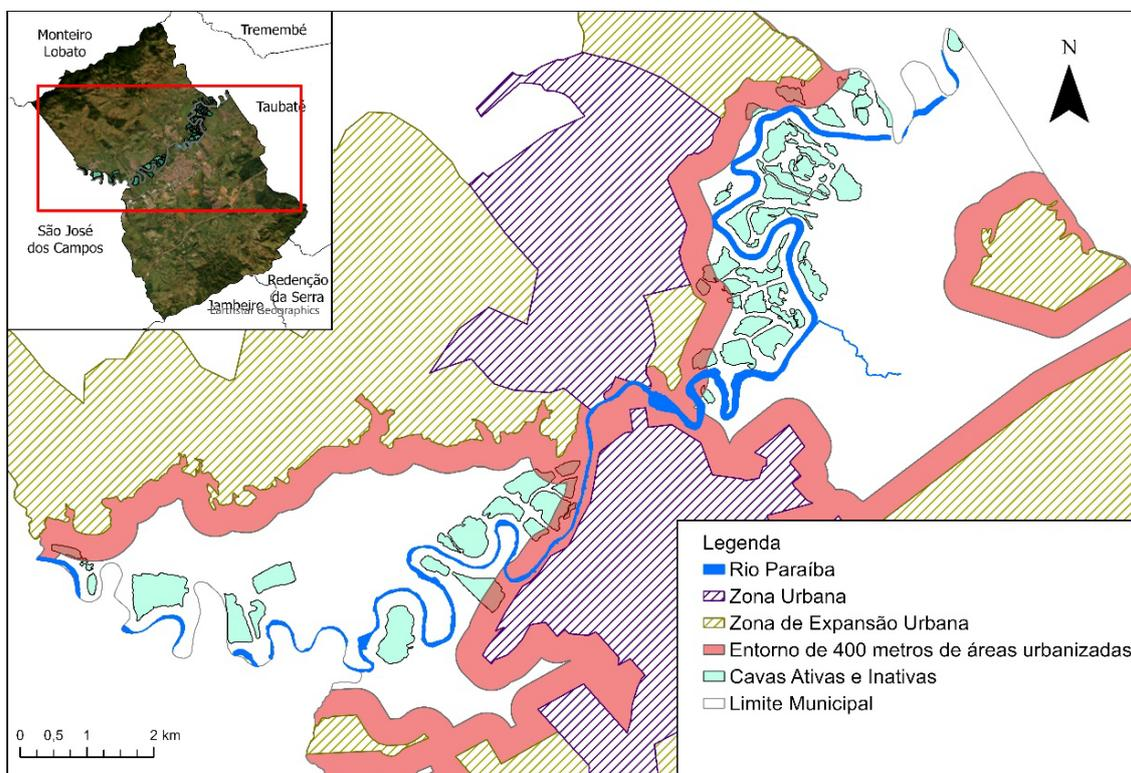 Monteiro
Lobato
Tremembé
Taubaté
São José
dos Campos
Redenção
da Serra
Jambeiro
Earthstar Geographics
N
Legenda
Rio Paraíba
Zona Urbana
Zona de Expansão Urbana
Entorno de 400 metros de áreas urbanizadas
Cavas Ativas e Inativas
Limite Municipal
0 0,5 1 2 km